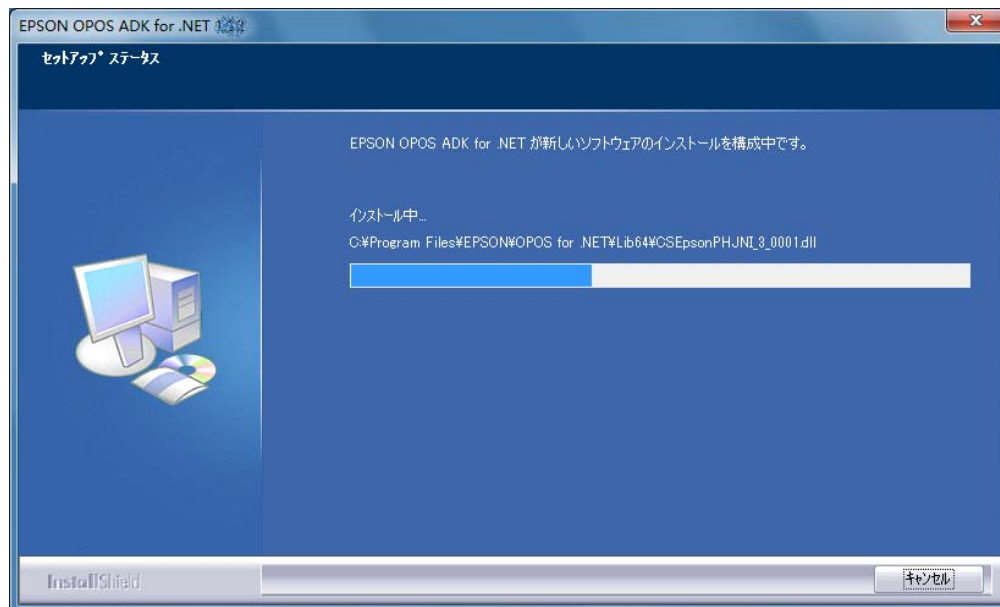 EPSON OPOS ADK for .NET
セットアップ ステータス
EPSON OPOS ADK for .NET が新しいソフトウェアのインストールを構成中です。
インストール中...
C:¥Program Files¥EPSON¥OPOS for .NET¥Lib64¥CSEpsonPHJNI_3_0001.dll
InstallShield
キャンセル